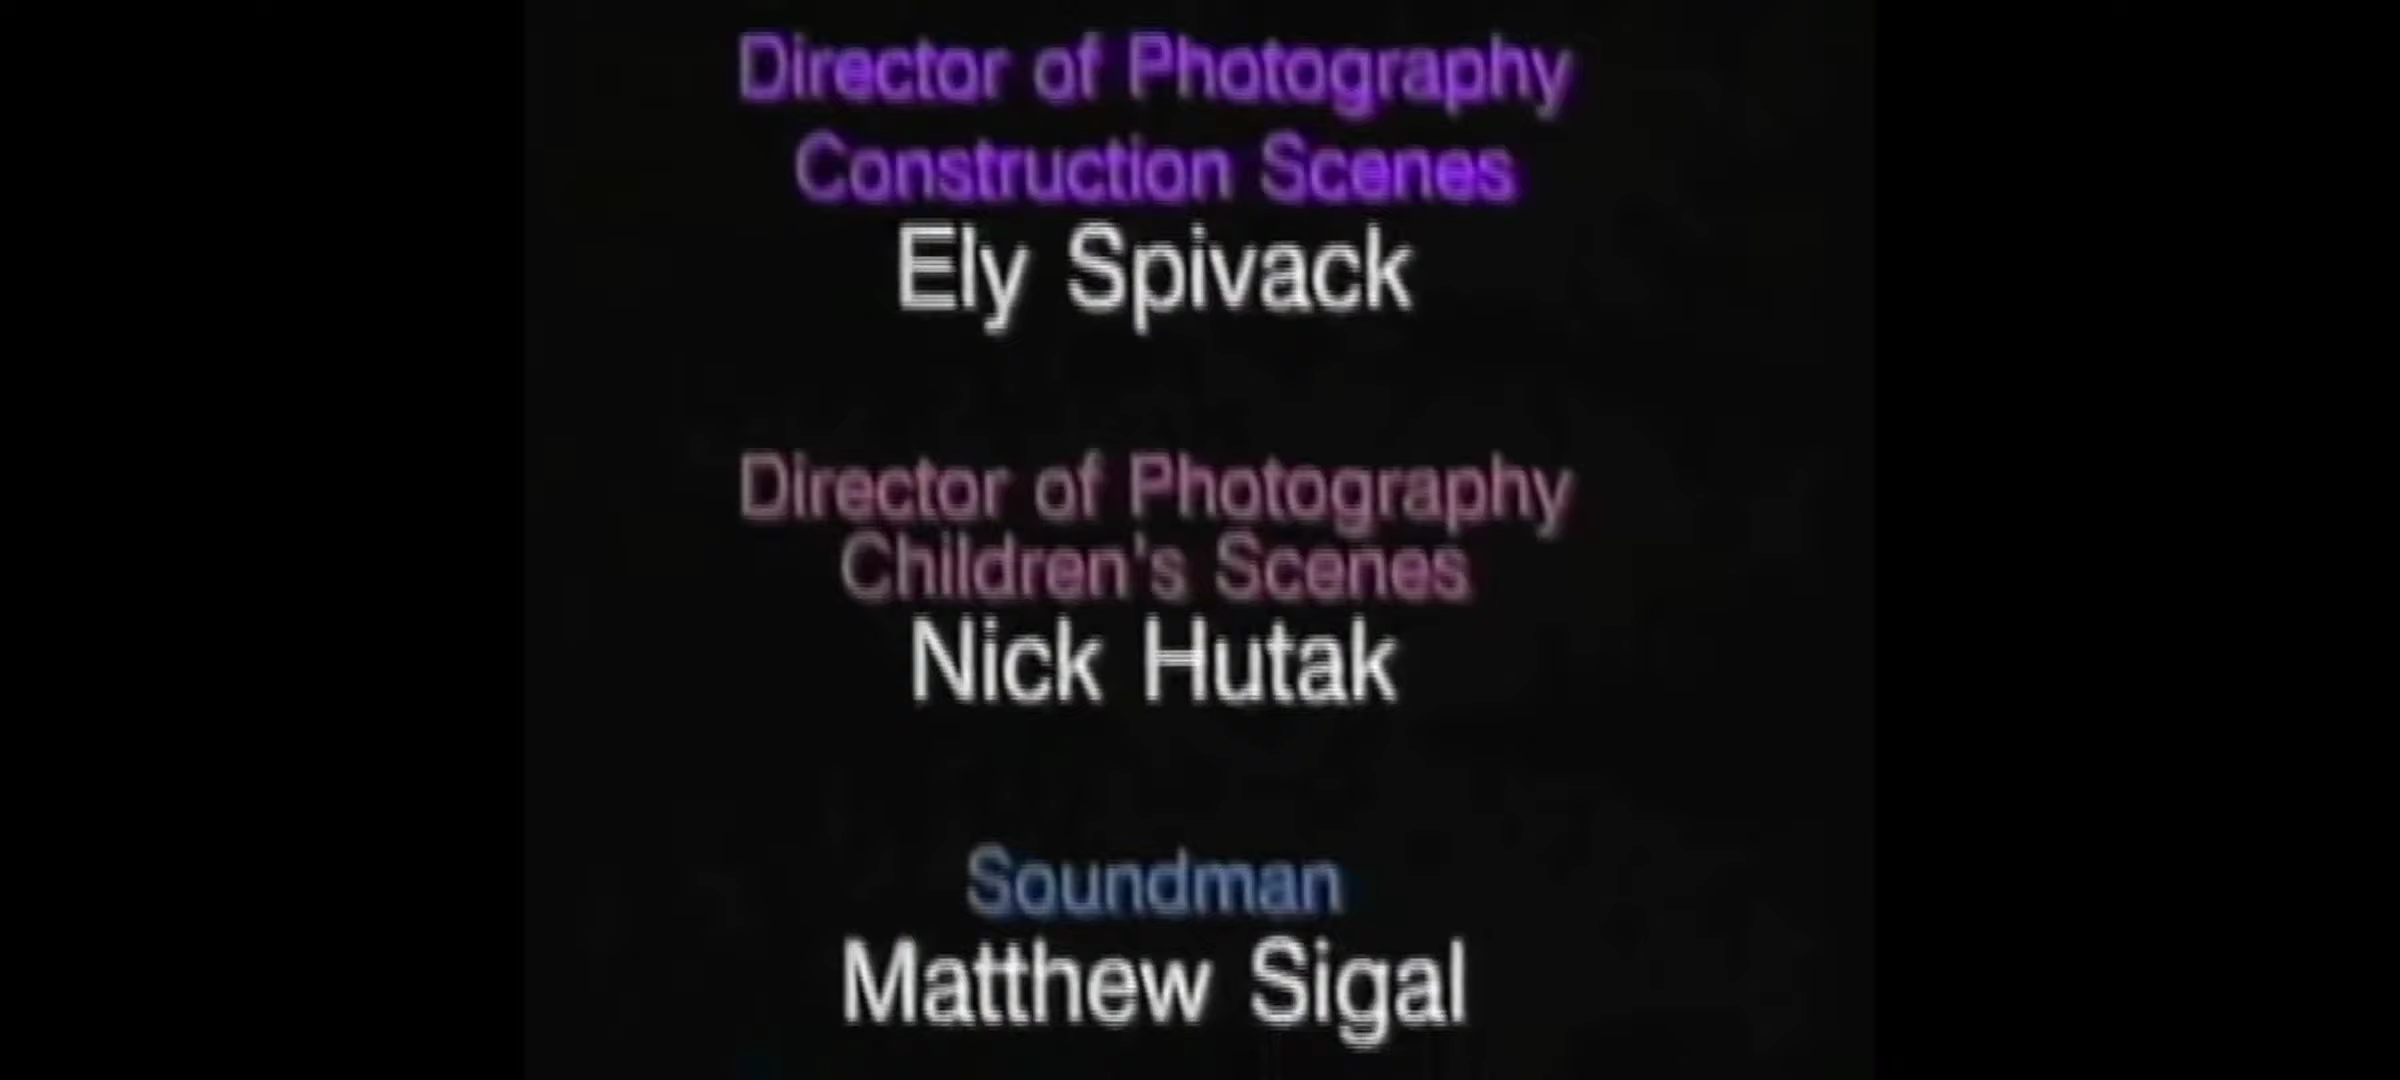 Director of Photography
Construction Scenes
Ely Spivack
Director of Photography
Children's Scenes
Nick Hutak
Soundman
Matthew Sigal